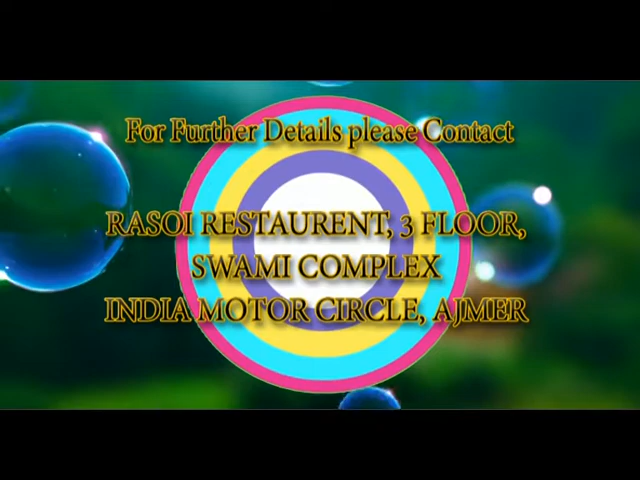 For Further Details please Contact
RASOI RESTAURENT, 3 FLOOR,
SWAMI COMPLEX
INDIA MOTOR CIRCLE, AJMER